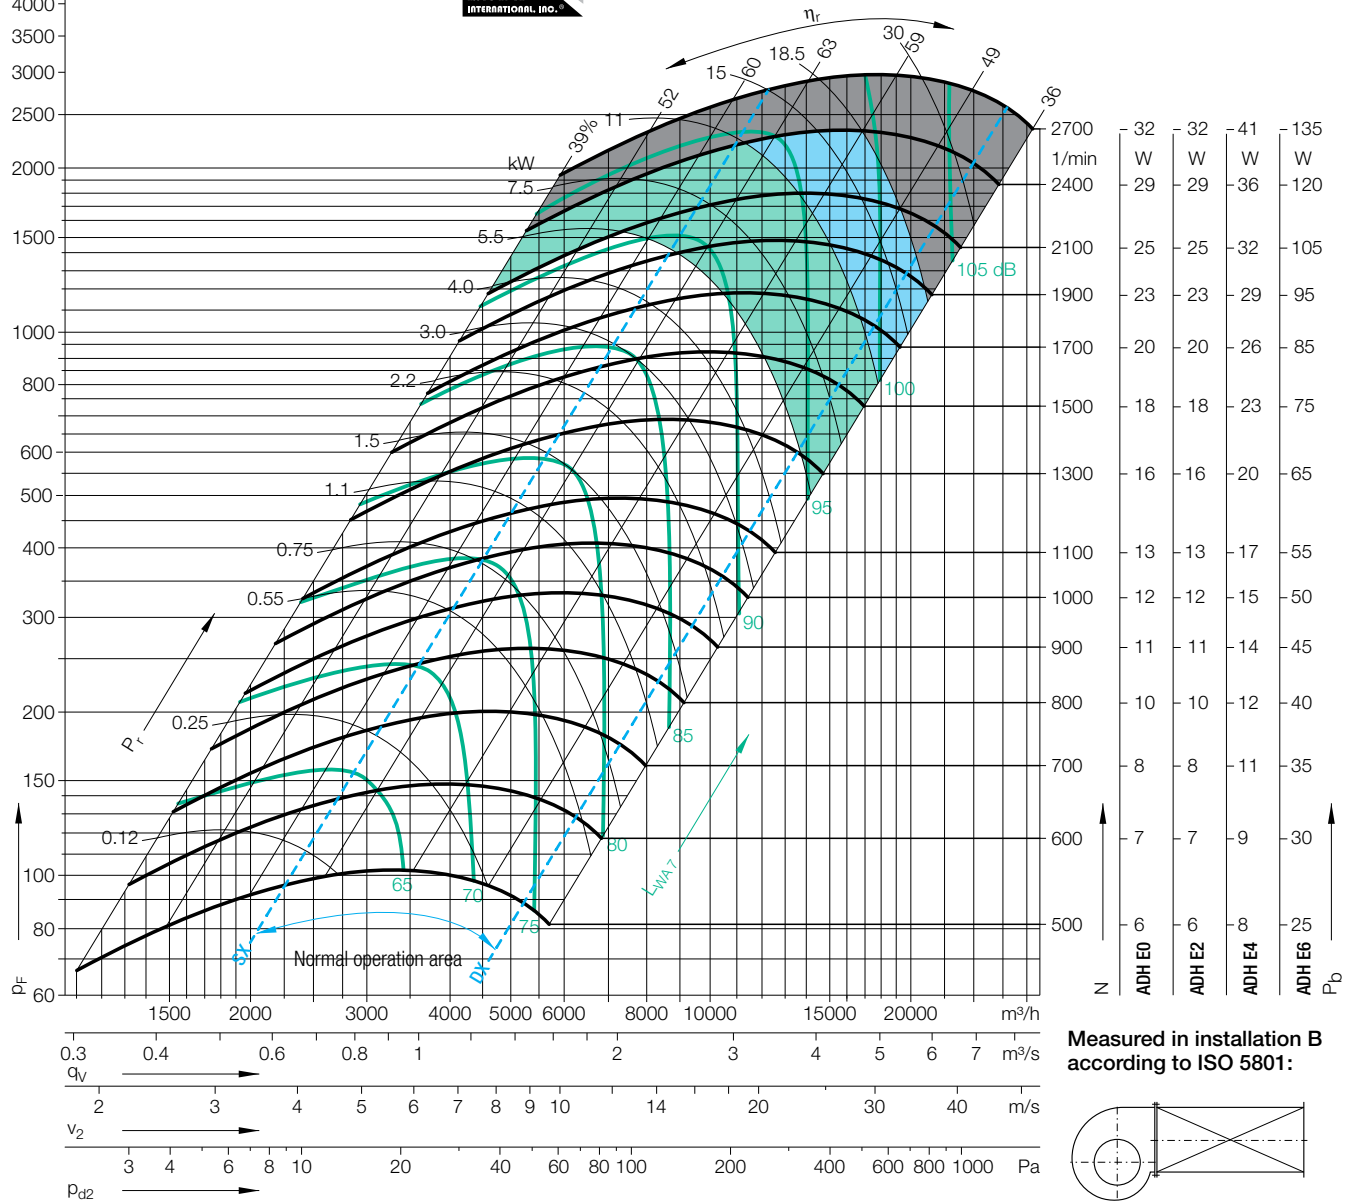 INTERNATIONAL, INC.®
4000
3500
3000
2500
2000
1500
1000
800
600
500
400
300
200
150
100
80
60
pF
ηr
39%
52
60
63
59
49
36
kW
30
18.5
15
11
7.5
5.5
4.0
3.0
2.2
1.5
1.1
0.75
0.55
0.25
0.12
Pr
105 dB
100
95
90
85
80
75
70
65
LWA7
SX
DX
Normal operation area
2700 32 32 41 135
1/min W W W W
2400 29 29 36 120
2100 25 25 32 105
1900 23 23 29 95
1700 20 20 26 85
1500 18 18 23 75
1300 16 16 20 65
1100 13 13 17 55
1000 12 12 15 50
900 11 11 14 45
800 10 10 12 40
700 8 8 11 35
600 7 7 9 30
500 6 6 8 25
N ADH E0 ADH E2 ADH E4 ADH E6 Pb
1500 2000 3000 4000 5000 6000 8000 10000 15000 20000 m³/h
0.3 0.4 0.6 0.8 1 2 3 4 5 6 7 m³/s
qV
2 3 4 5 6 7 8 9 10 14 20 30 40 m/s
v2
3 4 6 8 10 20 40 60 80 100 200 400 600 800 1000 Pa
pd2
Measured in installation B
according to ISO 5801: